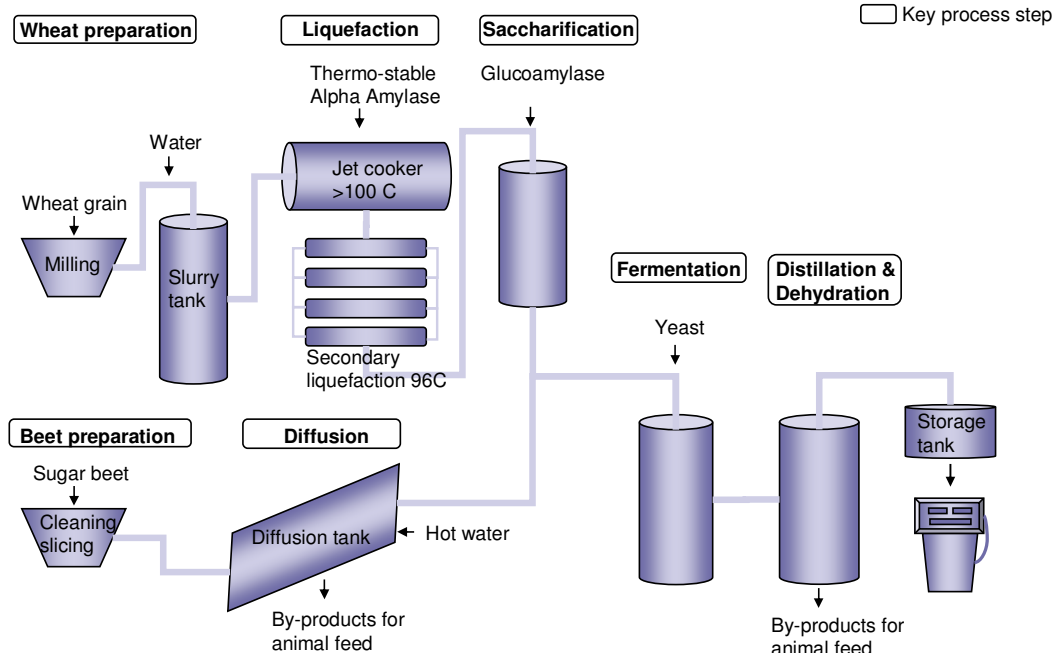 Key process step
Wheat preparation
Liquefaction
Saccharification
Thermo-stable
Alpha Amylase
Glucoamylase
Water
Jet cooker
>100 C
Wheat grain
Milling
Slurry
tank
Fermentation
Distillation &
Dehydration
Yeast
Secondary
liquefaction 96C
Beet preparation
Diffusion
Storage
tank
Sugar beet
Cleaning
slicing
Diffusion tank
Hot water
By-products for
animal feed
By-products for
animal feed